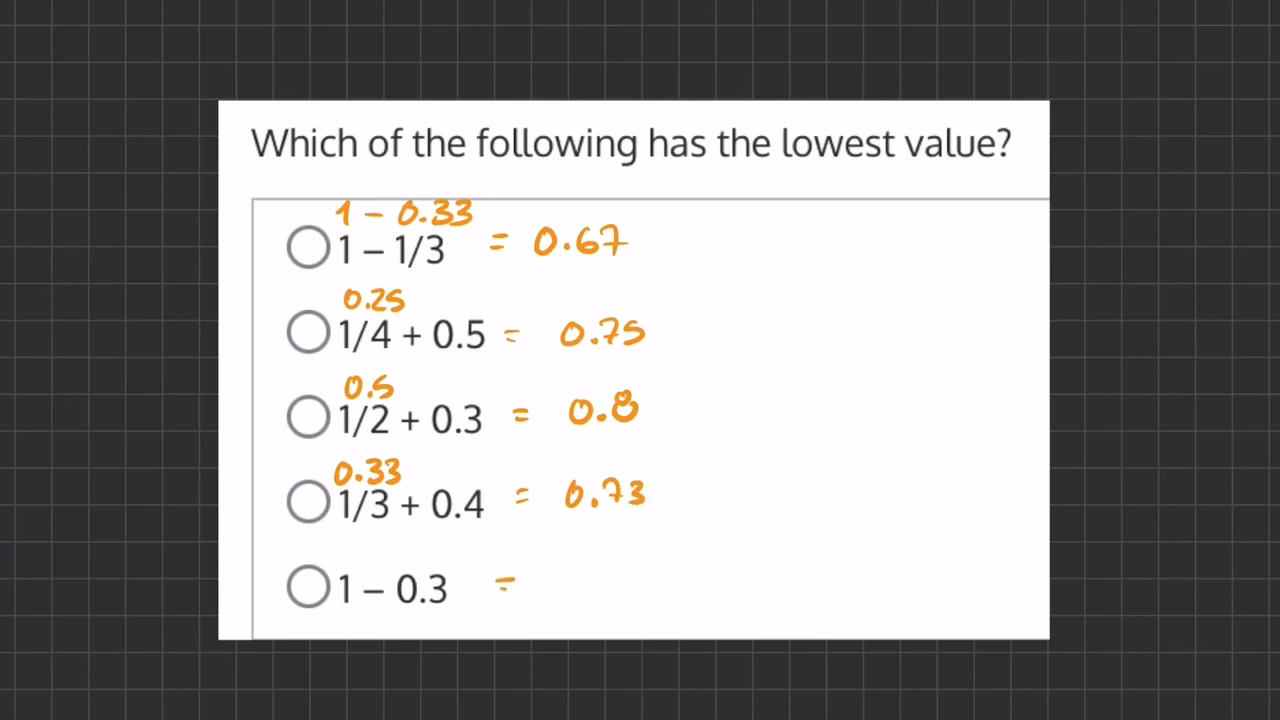 Which of the following has the lowest value?
1 – 0.33
1 – 1/3 = 0.67
0.25
1/4 + 0.5 = 0.75
0.5
1/2 + 0.3 = 0.8
0.33
1/3 + 0.4 = 0.73
1 – 0.3 =